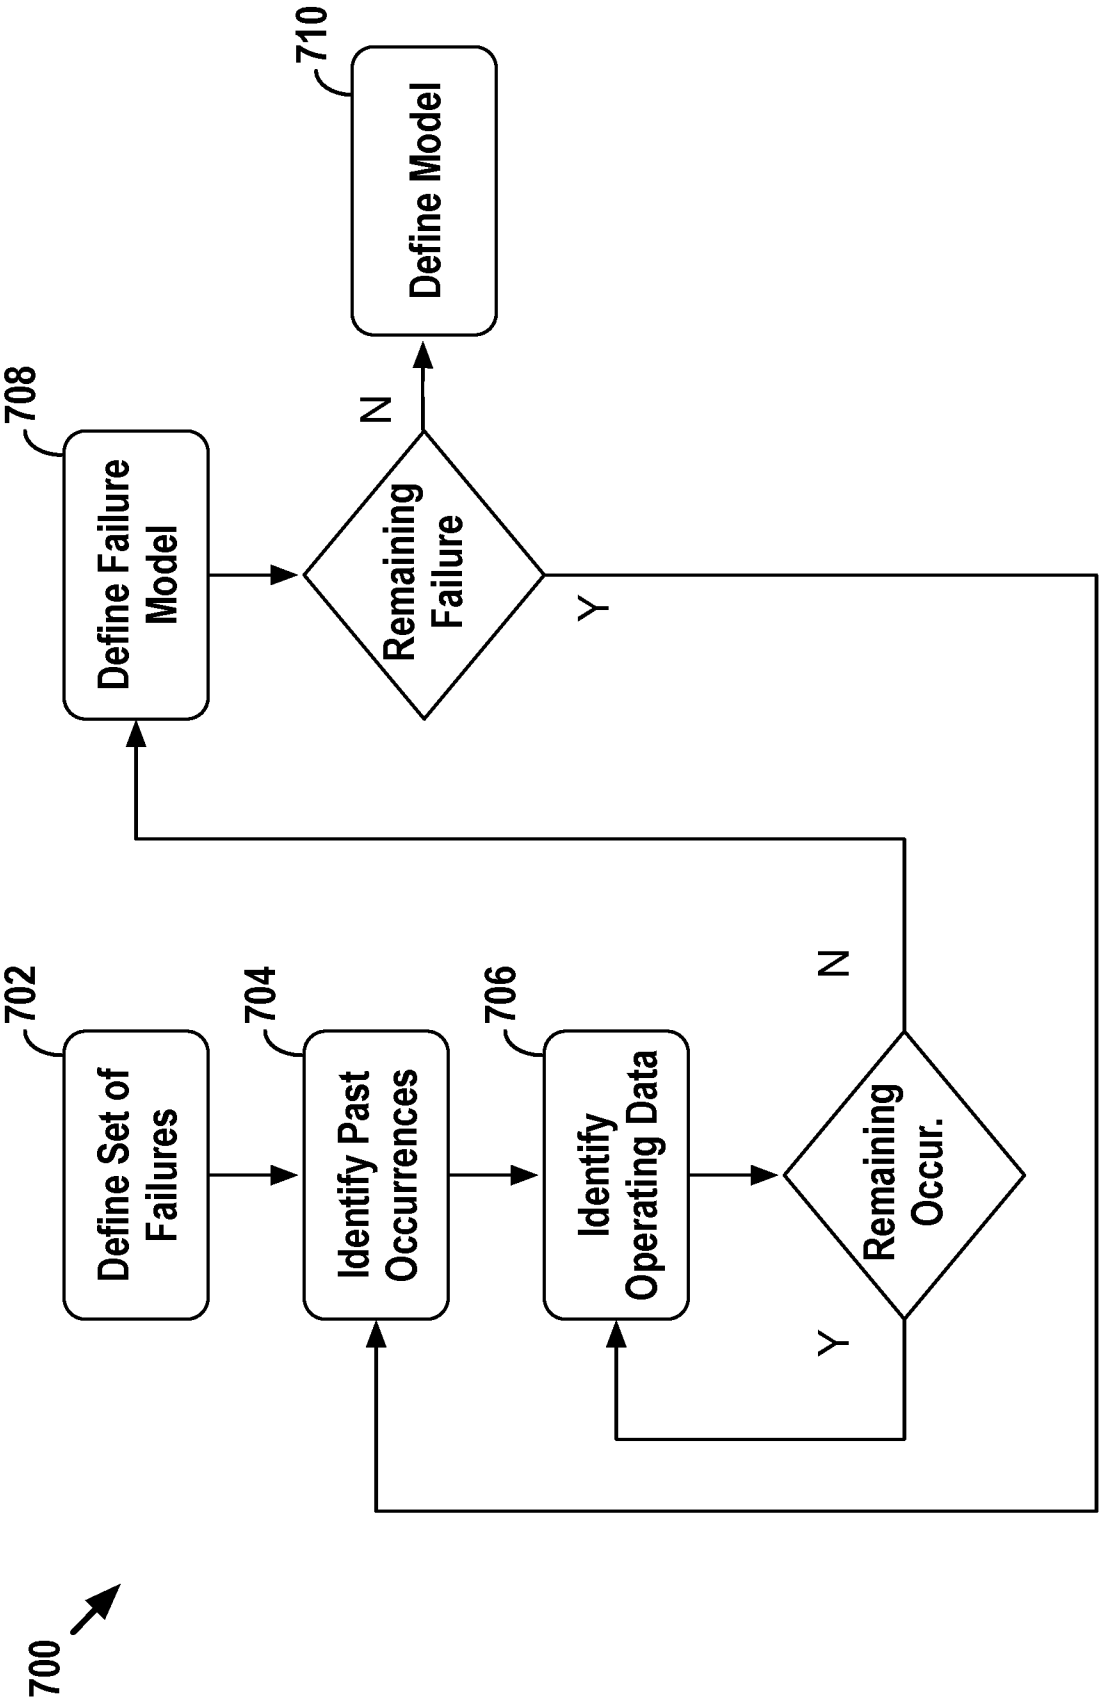 700
702
Define Set of
Failures
704
Identify Past
Occurrences
706
Identify
Operating Data
Remaining
Occur.
Y
N
708
Define Failure
Model
Remaining
Failure
Y
N
710
Define Model